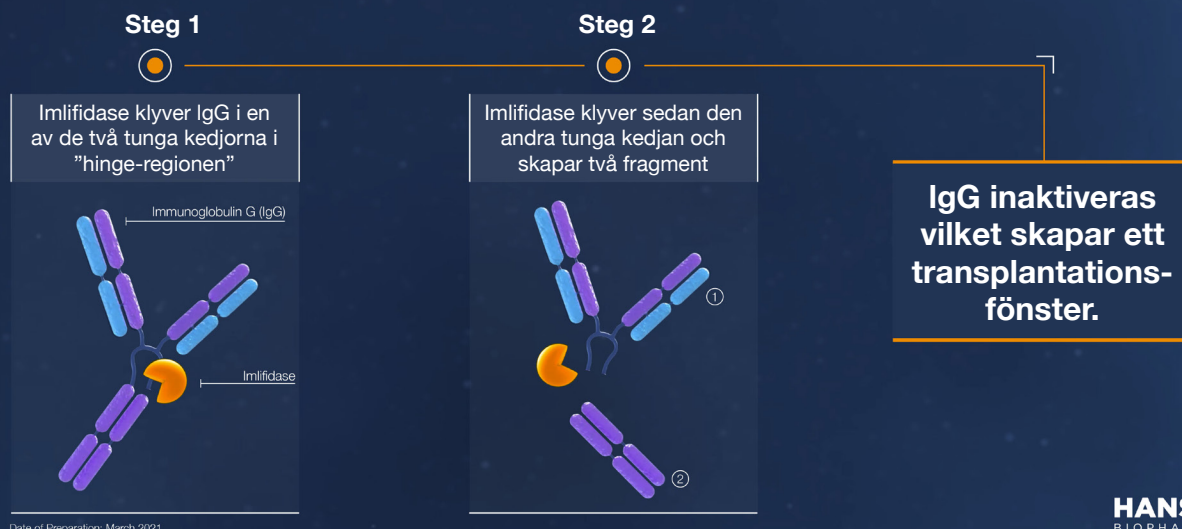 Steg 1
Imlifidase klyver IgG i en
av de två tunga kedjorna i
”hinge-regionen”
Immunoglobulin G (IgG)
Imlifidase
Steg 2
Imlifidase klyver sedan den
andra tunga kedjan och
skapar två fragment
1
2
IgG inaktiveras
vilket skapar ett
transplantations-
fönster.
Date of Preparation: March 2021